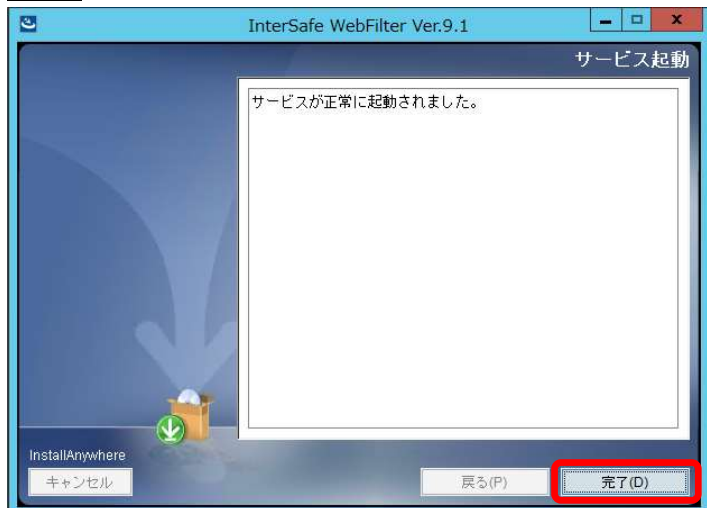 InterSafe WebFilter Ver.9.1
サービス起動
サービスが正常に起動されました。
InstallAnywhere
キャンセル
戻る(P)
完了(D)